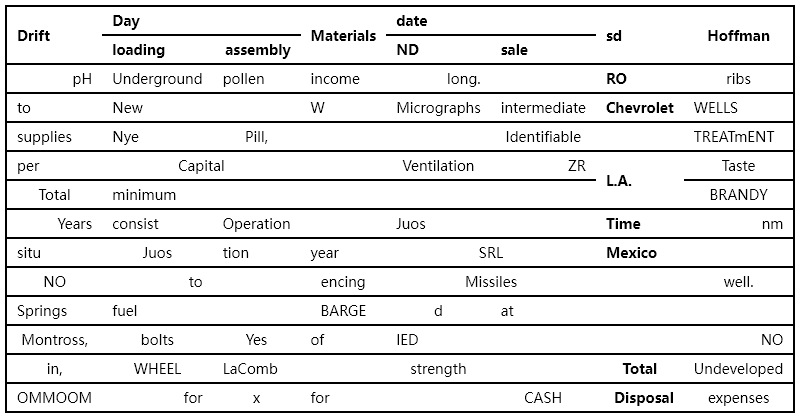 Drift Day Materials date sd Hoffman
loading assembly ND sale
pH Underground pollen income long. RO ribs
to New W Micrographs intermediate Chevrolet WELLS
supplies Nye Pill, Identifiable TREATmENT
per Capital Ventilation ZR L.A. Taste
Total minimum BRANDY
Years consist Operation Juos Time nm
situ Juos tion year SRL Mexico
NO to encing Missiles well.
Springs fuel BARGE d at
Montross, bolts Yes of IED NO
in, WHEEL LaComb strength Total Undeveloped
OMMOOM for x for CASH Disposal expenses